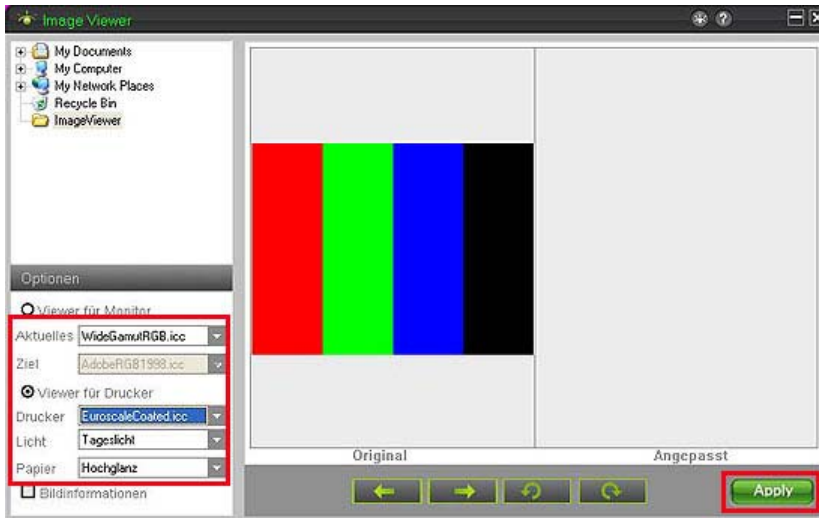 Image Viewer
My Documents
My Computer
My Network Places
Recycle Bin
ImageViewer
Optionen
Viewer für Monitor
Aktuelles WideGamutRGB.icc
Ziel AdobeRGB1998.icc
Viewer für Drucker
Drucker EuroscaleCoated.icc
Licht Tageslicht
Papier Hochglanz
Bildinformationen
Original
Angepasst
Apply